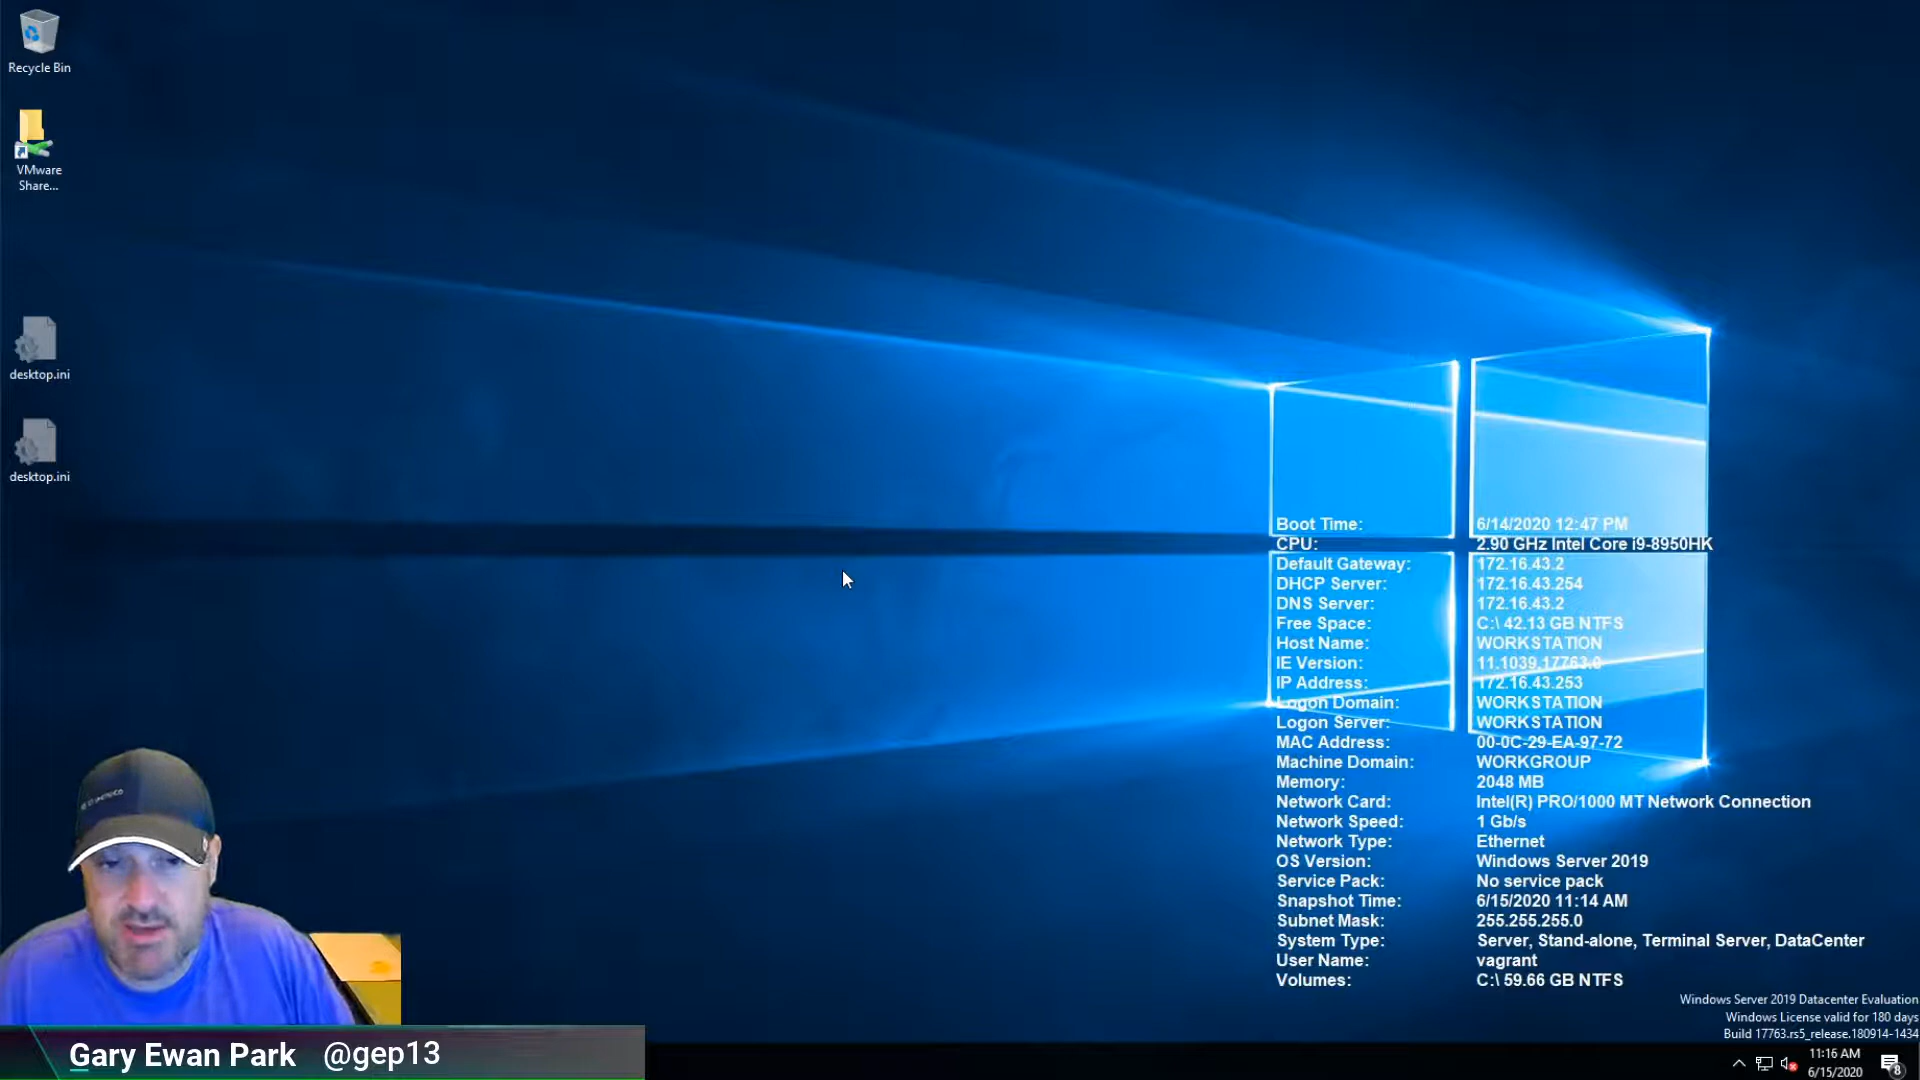 Recycle Bin
VMware
Share...
desktop.ini
desktop.ini
Boot Time: 6/14/2020 12:47 PM
CPU: 2.90 GHz Intel Core i9-8950HK
Default Gateway: 172.16.43.2
DHCP Server: 172.16.43.254
DNS Server: 172.16.43.2
Free Space: C:\ 42.13 GB NTFS
Host Name: WORKSTATION
IE Version: 11.1039.17763.0
IP Address: 172.16.43.253
Logon Domain: WORKSTATION
Logon Server: WORKSTATION
MAC Address: 00-0C-29-EA-97-72
Machine Domain: WORKGROUP
Memory: 2048 MB
Network Card: Intel(R) PRO/1000 MT Network Connection
Network Speed: 1 Gb/s
Network Type: Ethernet
OS Version: Windows Server 2019
Service Pack: No service pack
Snapshot Time: 6/15/2020 11:14 AM
Subnet Mask: 255.255.255.0
System Type: Server, Stand-alone, Terminal Server, DataCenter
User Name: vagrant
Volumes: C:\ 59.66 GB NTFS
Windows Server 2019 Datacenter Evaluation
Windows License valid for 180 days
Build 17763.rs5_release.180914-1434
Gary Ewan Park @gep13
11:16 AM
6/15/2020
8